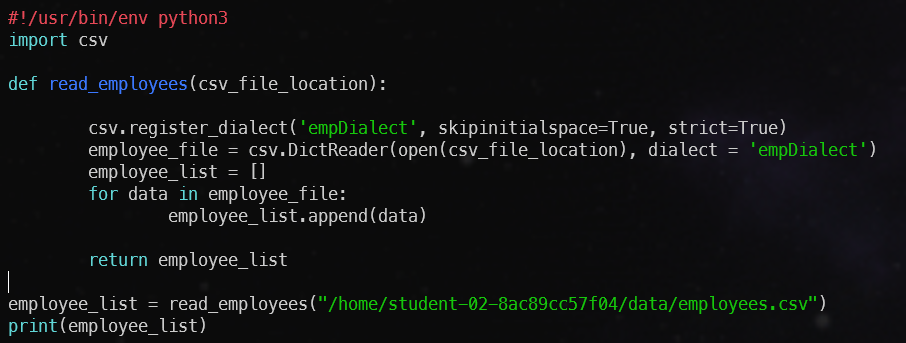 #!/usr/bin/env python3
import csv
def read_employees(csv_file_location):
csv.register_dialect('empDialect', skipinitialspace=True, strict=True)
employee_file = csv.DictReader(open(csv_file_location), dialect = 'empDialect')
employee_list = []
for data in employee_file:
employee_list.append(data)
return employee_list
employee_list = read_employees("/home/student-02-8ac89cc57f04/data/employees.csv")
print(employee_list)